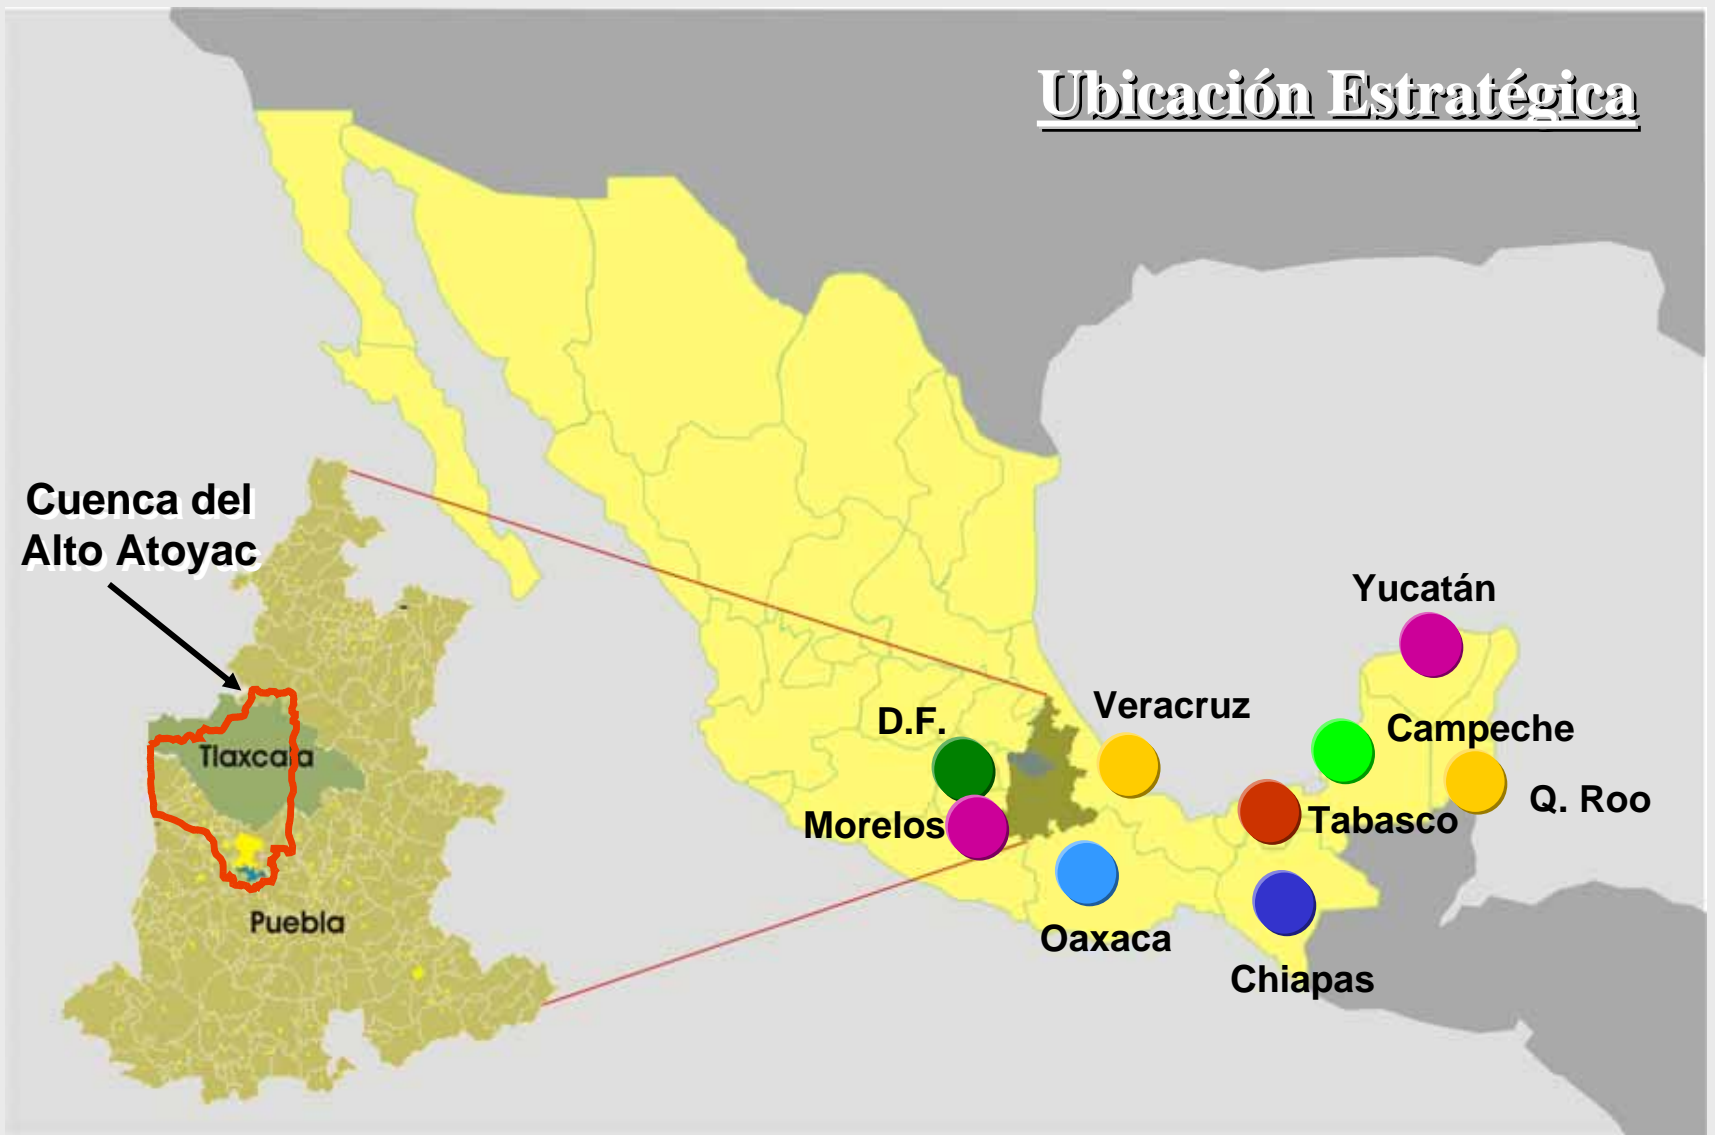 Ubicación Estratégica
Cuenca del
Alto Atoyac
Tlaxcala
Puebla
Yucatán
Veracruz
D.F.
Campeche
Q. Roo
Morelos
Tabasco
Oaxaca
Chiapas